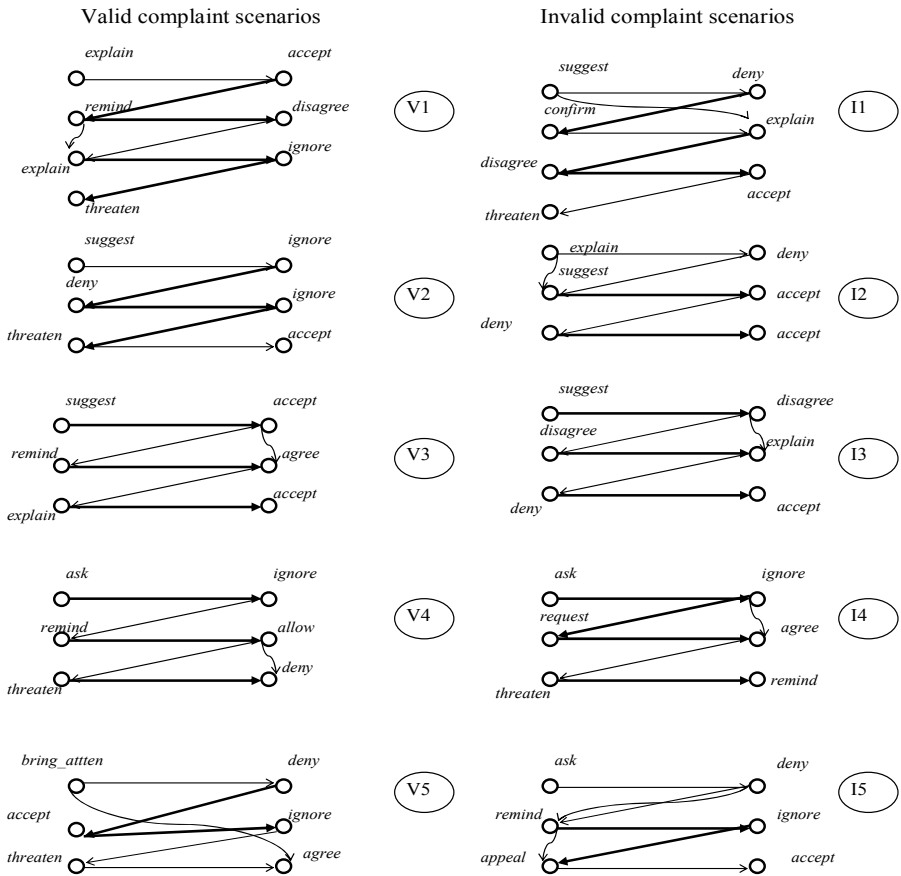 Valid complaint scenarios
Invalid complaint scenarios
explain
accept
remind
disagree
V1
explain
ignore
threaten
suggest
deny
confirm
explain
I1
disagree
accept
threaten
suggest
ignore
deny
ignore
V2
threaten
accept
explain
deny
suggest
accept
I2
deny
accept
suggest
accept
remind
agree
V3
explain
accept
suggest
disagree
disagree
explain
I3
deny
accept
ask
ignore
remind
allow
V4
deny
threaten
ask
ignore
request
agree
I4
threaten
remind
bring_attten
deny
V5
accept
ignore
threaten
agree
ask
deny
I5
remind
ignore
appeal
accept